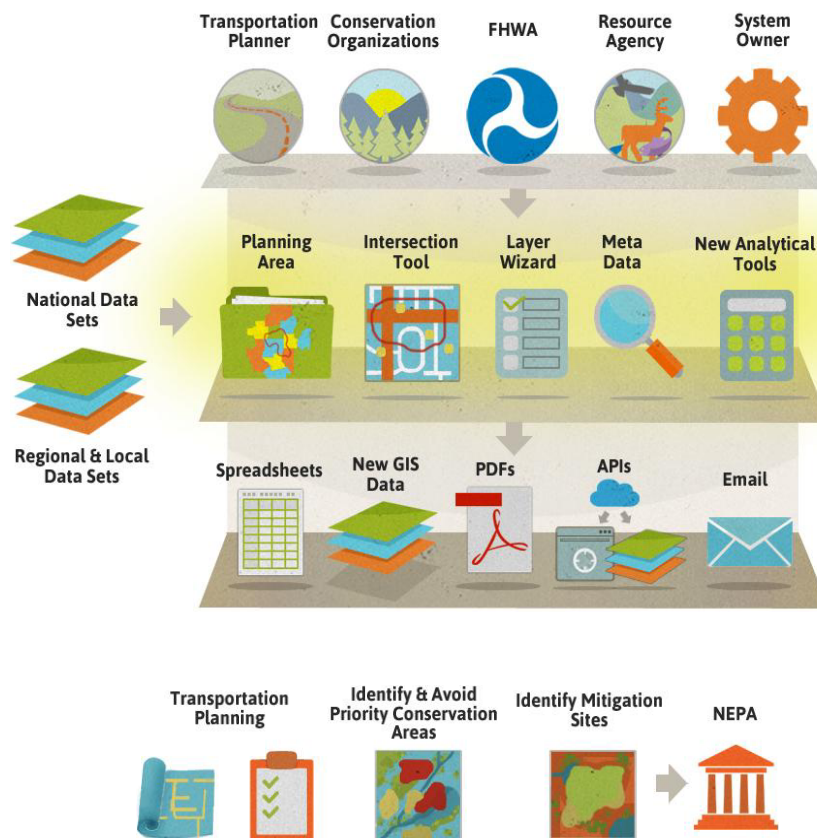 Transportation
Planner
Conservation
Organizations
FHWA
Resource
Agency
System
Owner
National Data
Sets
Regional & Local
Data Sets
Planning
Area
Intersection
Tool
Layer
Wizard
Meta
Data
New Analytical
Tools
Spreadsheets
New GIS
Data
PDFs
APIs
Email
Transportation
Planning
Identify & Avoid
Priority Conservation
Areas
Identify Mitigation
Sites
NEPA